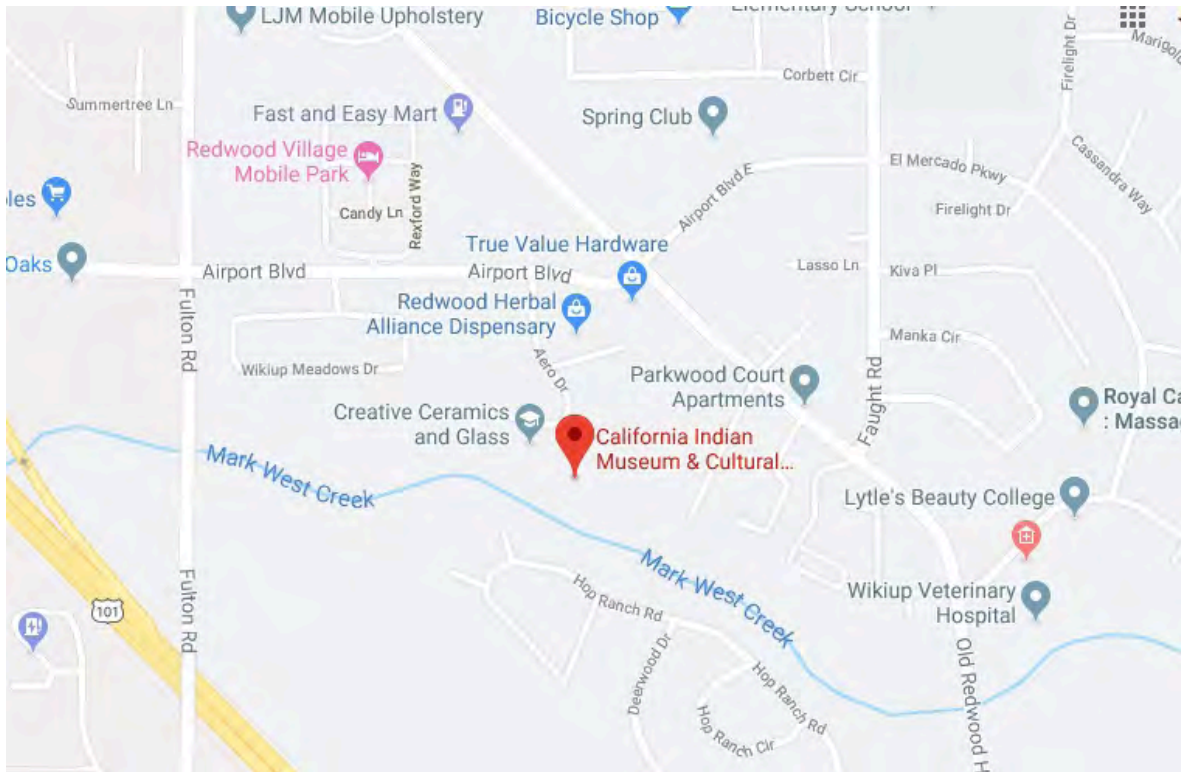 LJM Mobile Upholstery
Bicycle Shop
Elementary School
Firelight Dr
Marigold
Corbett Cir
Summertree Ln
Fast and Easy Mart
Spring Club
Redwood Village
Mobile Park
Rexford Way
Candy Ln
Airport Blvd E
El Mercado Pkwy
Cassandra Way
Firelight Dr
les
Oaks
True Value Hardware
Airport Blvd
Airport Blvd
Lasso Ln
Kiva Pl
Fulton Rd
Redwood Herbal
Alliance Dispensary
Manka Cir
Wikiup Meadows Dr
Aero Dr
Parkwood Court
Apartments
Faught Rd
Royal Ca
: Massa
Creative Ceramics
and Glass
California Indian
Museum & Cultural...
Mark West Creek
Lytle's Beauty College
Mark West Creek
Fulton Rd
101
Hop Ranch Rd
Wikiup Veterinary
Hospital
Deerwood Dr
Hop Ranch Rd
Hop Ranch Cir
Old Redwood H